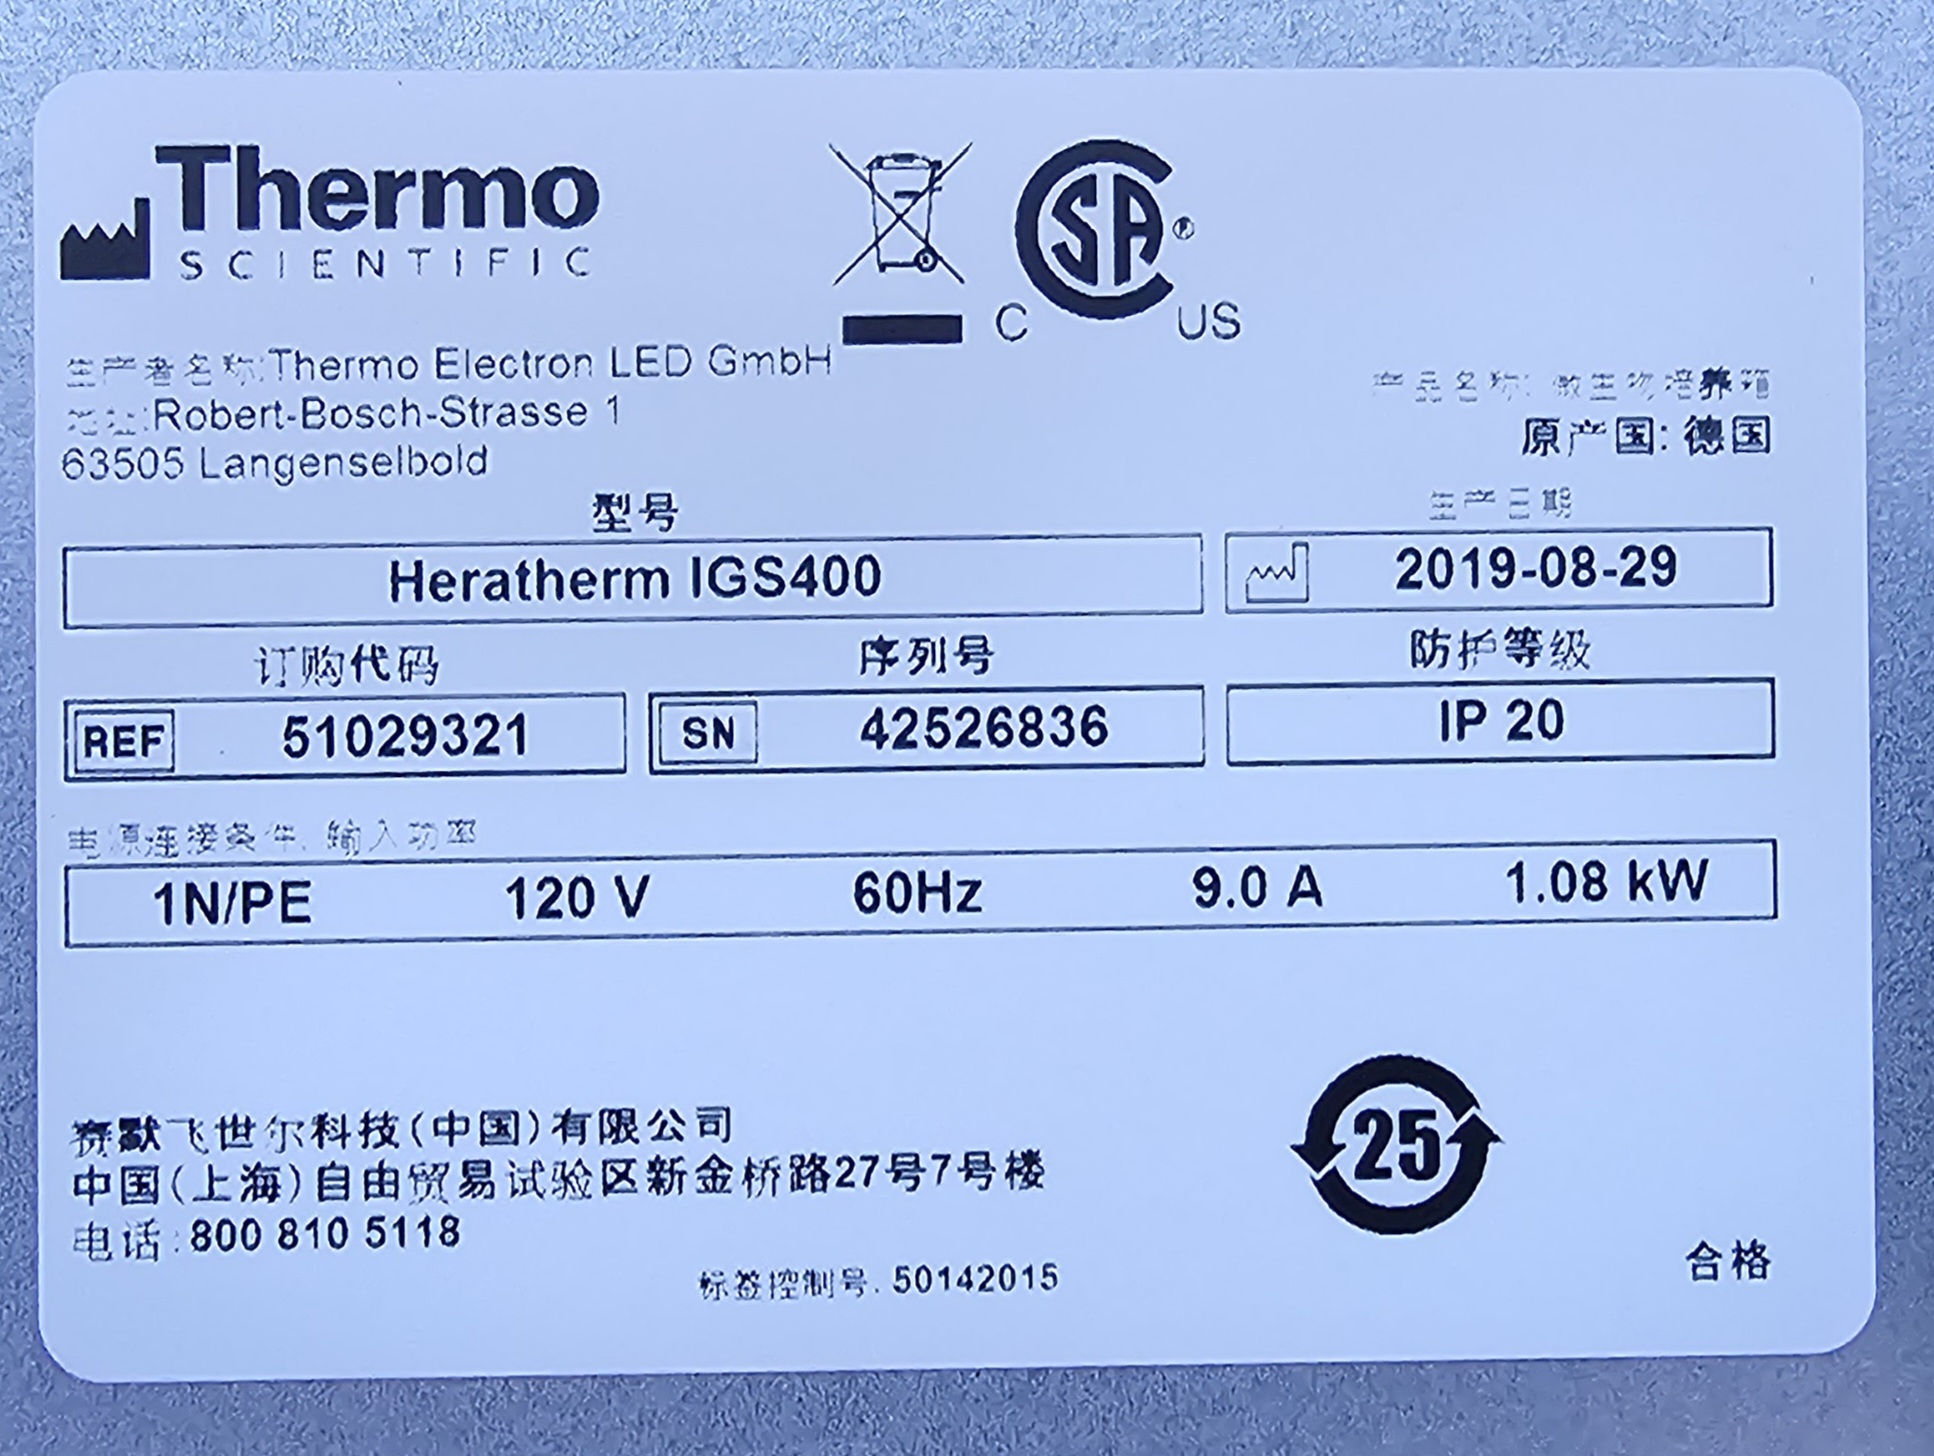 Thermo
SCIENTIFIC
CSA ®
C US
生产者名称:Thermo Electron LED GmbH
地址:Robert-Bosch-Strasse 1
63505 Langenselbold
产品名称: 微生物培养箱
原产国: 德国
型号
生产日期
Heratherm IGS400
2019-08-29
订购代码 序列号 防护等级
REF 51029321 SN 42526836 IP 20
电源连接条件, 输入功率
1N/PE 120 V 60Hz 9.0 A 1.08 kW
赛默飞世尔科技(中国)有限公司
中国(上海)自由贸易试验区新金桥路27号7号楼
电话:800 810 5118
标签控制号. 50142015
25
合格